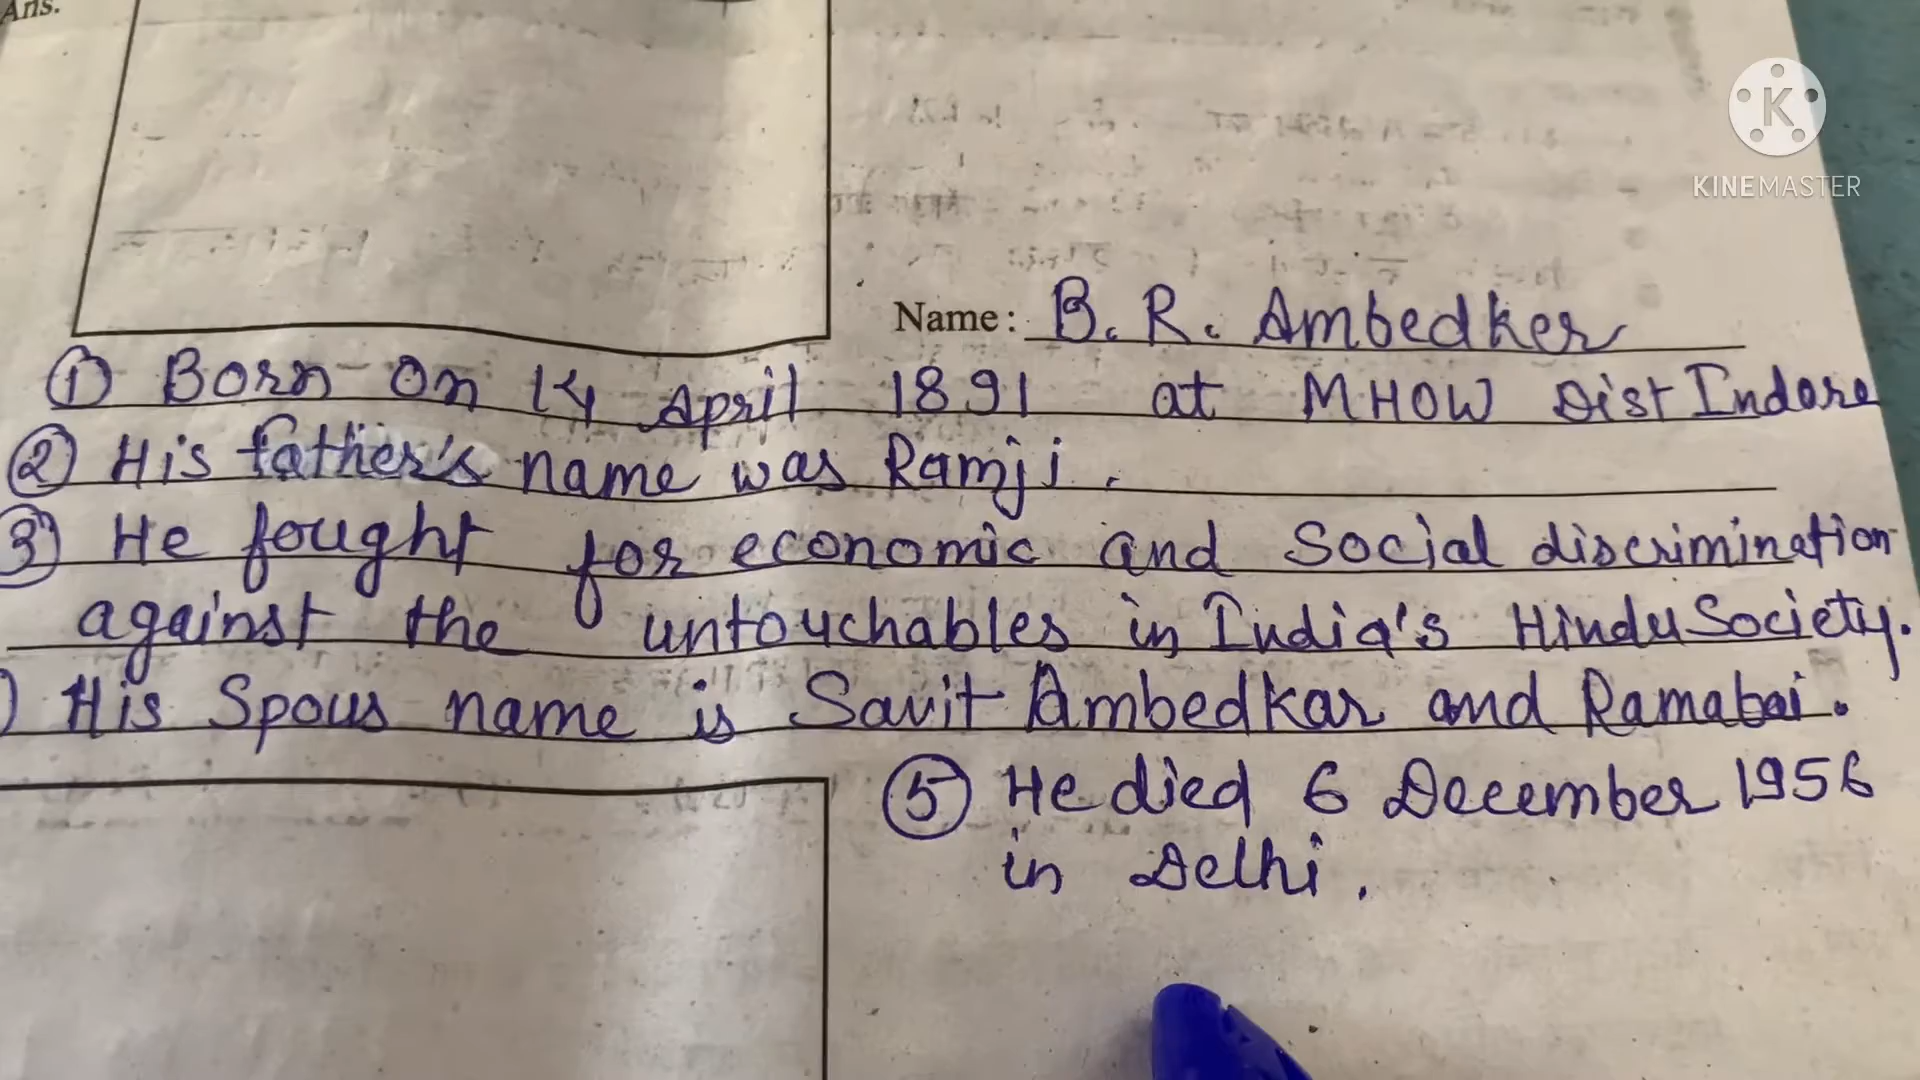 Ans.
KINEMASTER
Name: B. R. Ambedker
① Born on 14 April 1891 at MHOW Dist Indore
② His father's name was Ramji.
③ He fought for economic and Social discrimination
against the untouchables in India's Hindu Society.
) His Spous name is Savit Ambedkar and Ramabai.
⑤ He died 6 December 1956
in Delhi.